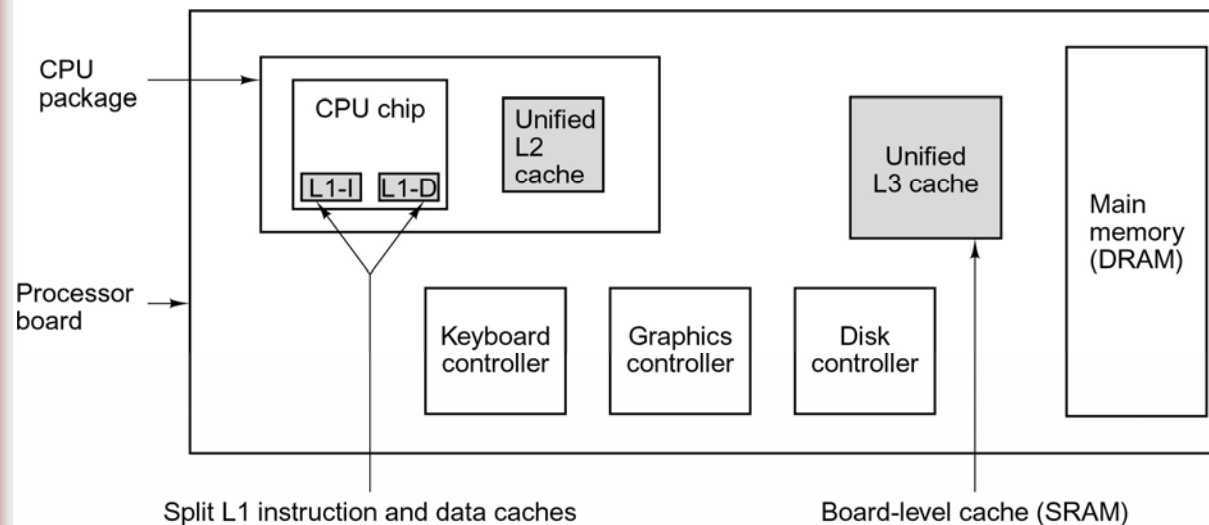 CPU
package
CPU chip
L1-I
L1-D
Unified
L2
cache
Unified
L3 cache
Main
memory
(DRAM)
Processor
board
Keyboard
controller
Graphics
controller
Disk
controller
Split L1 instruction and data caches
Board-level cache (SRAM)